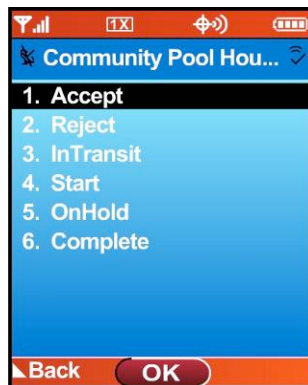 1X
Community Pool Hou...
1. Accept
2. Reject
3. InTransit
4. Start
5. OnHold
6. Complete
Back OK